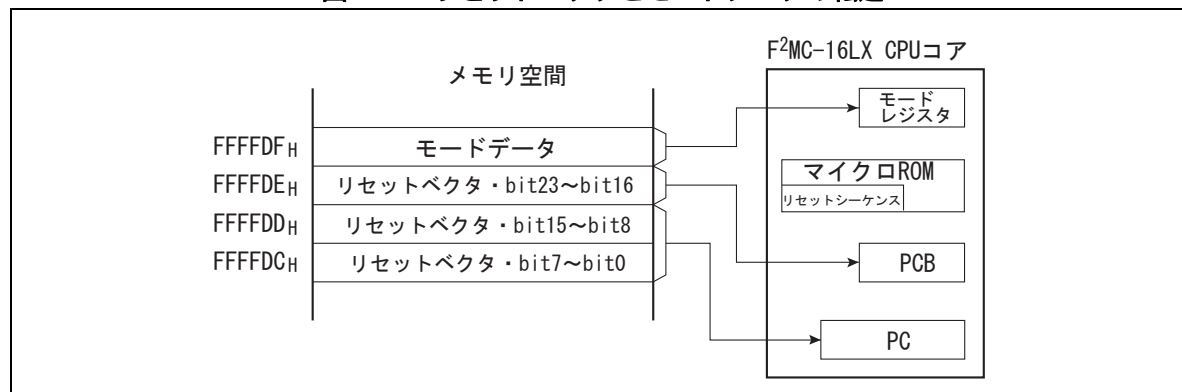 F²MC-16LX CPUコア
メモリ空間
モード
レジスタ
FFFFDFH モードデータ
マイクロROM
リセットシーケンス
FFFFDEH リセットベクタ・bit23～bit16
FFFFDDH リセットベクタ・bit15～bit8
FFFFDCH リセットベクタ・bit7～bit0
PCB
PC